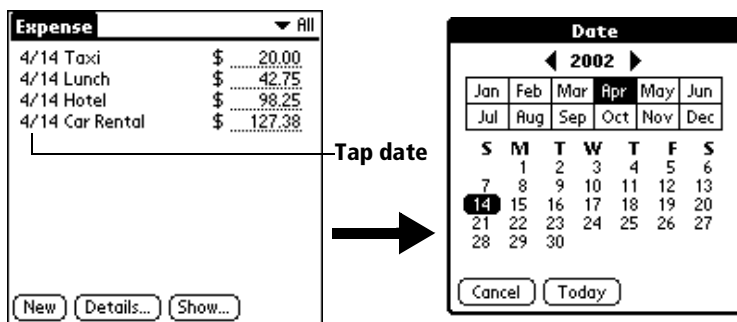 Expense All
4/14 Taxi $ 20.00
4/14 Lunch $ 42.75
4/14 Hotel $ 98.25
4/14 Car Rental $ 127.38
New Details... Show...
Tap date
Date
2002
Jan Feb Mar Apr May Jun
Jul Aug Sep Oct Nov Dec
S M T W T F S
1 2 3 4 5 6
7 8 9 10 11 12 13
14 15 16 17 18 19 20
21 22 23 24 25 26 27
28 29 30
Cancel Today